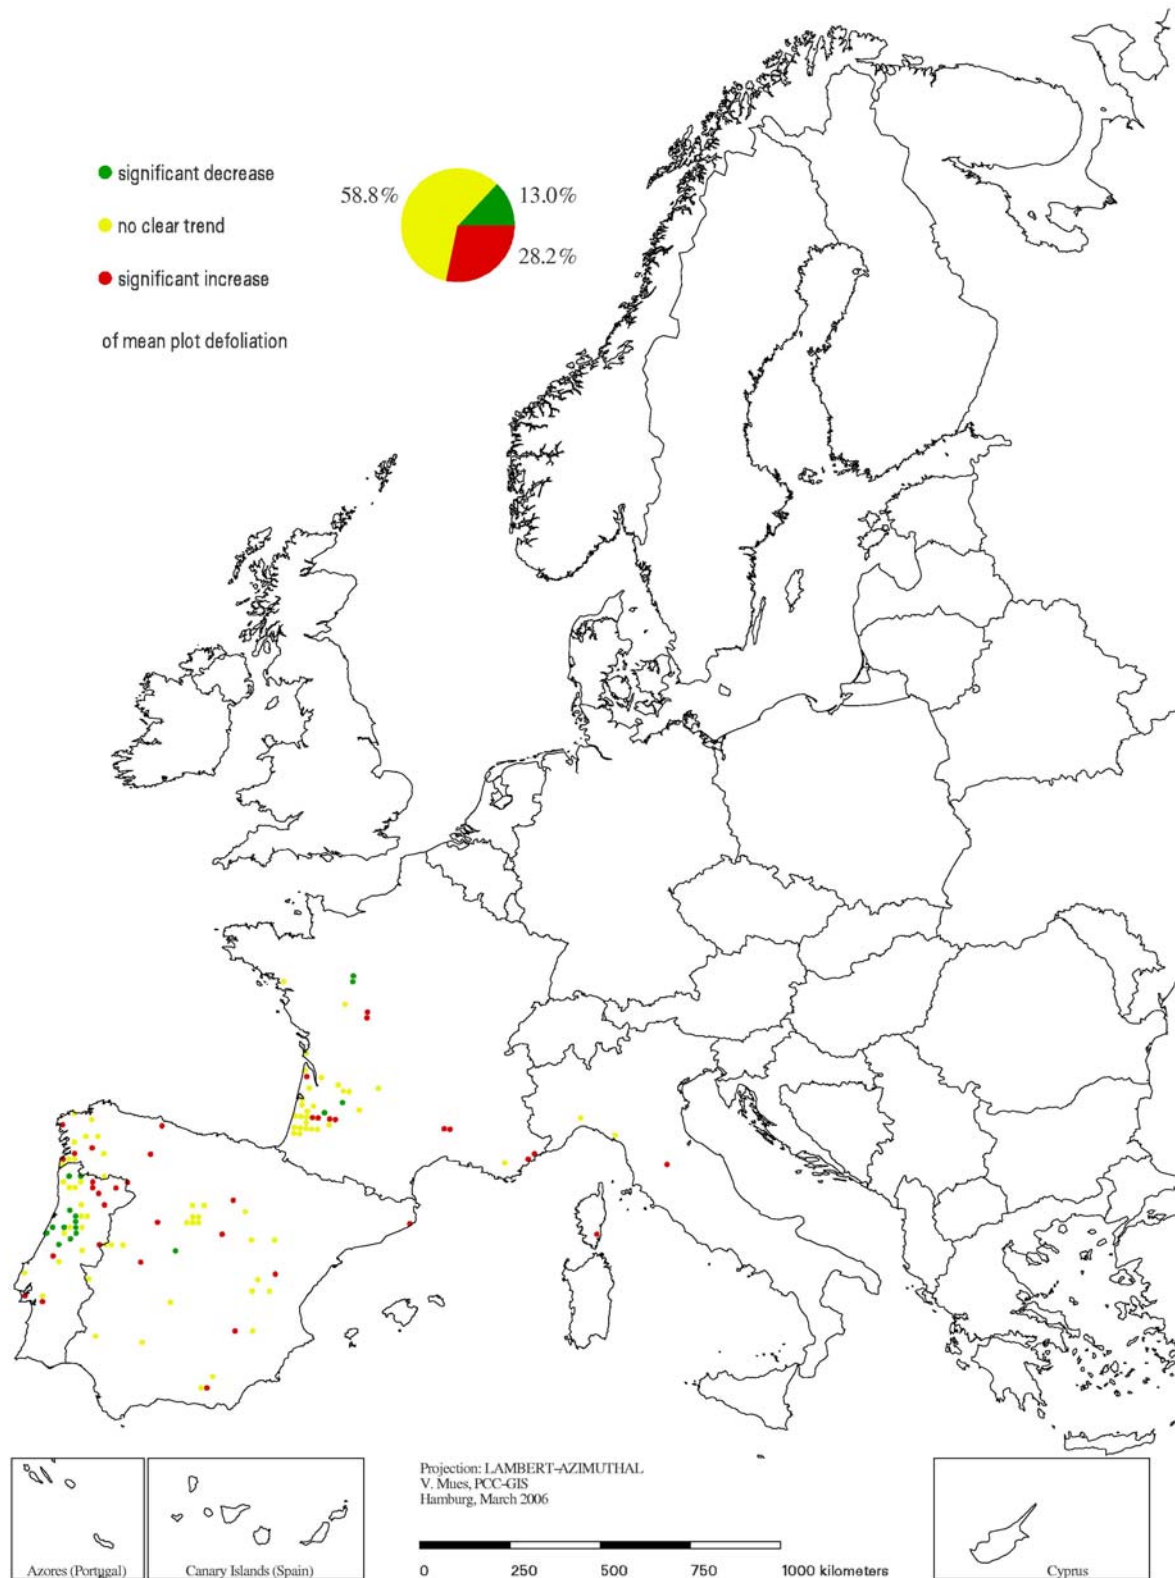 significant decrease
no clear trend
significant increase
of mean plot defoliation
58.8%
13.0%
28.2%
Projection: LAMBERT-AZIMUTHAL
V. Mues, PCC-GIS
Hamburg, March 2006
0 250 500 750 1000 kilometers
Azores (Portugal)
Canary Islands (Spain)
Cyprus